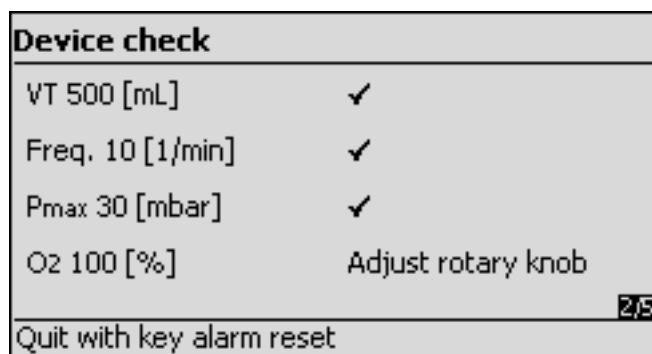 Device check
VT 500 [mL] ✓
Freq. 10 [1/min] ✓
Pmax 30 [mbar] ✓
O2 100 [%] Adjust rotary knob
2/5
Quit with key alarm reset